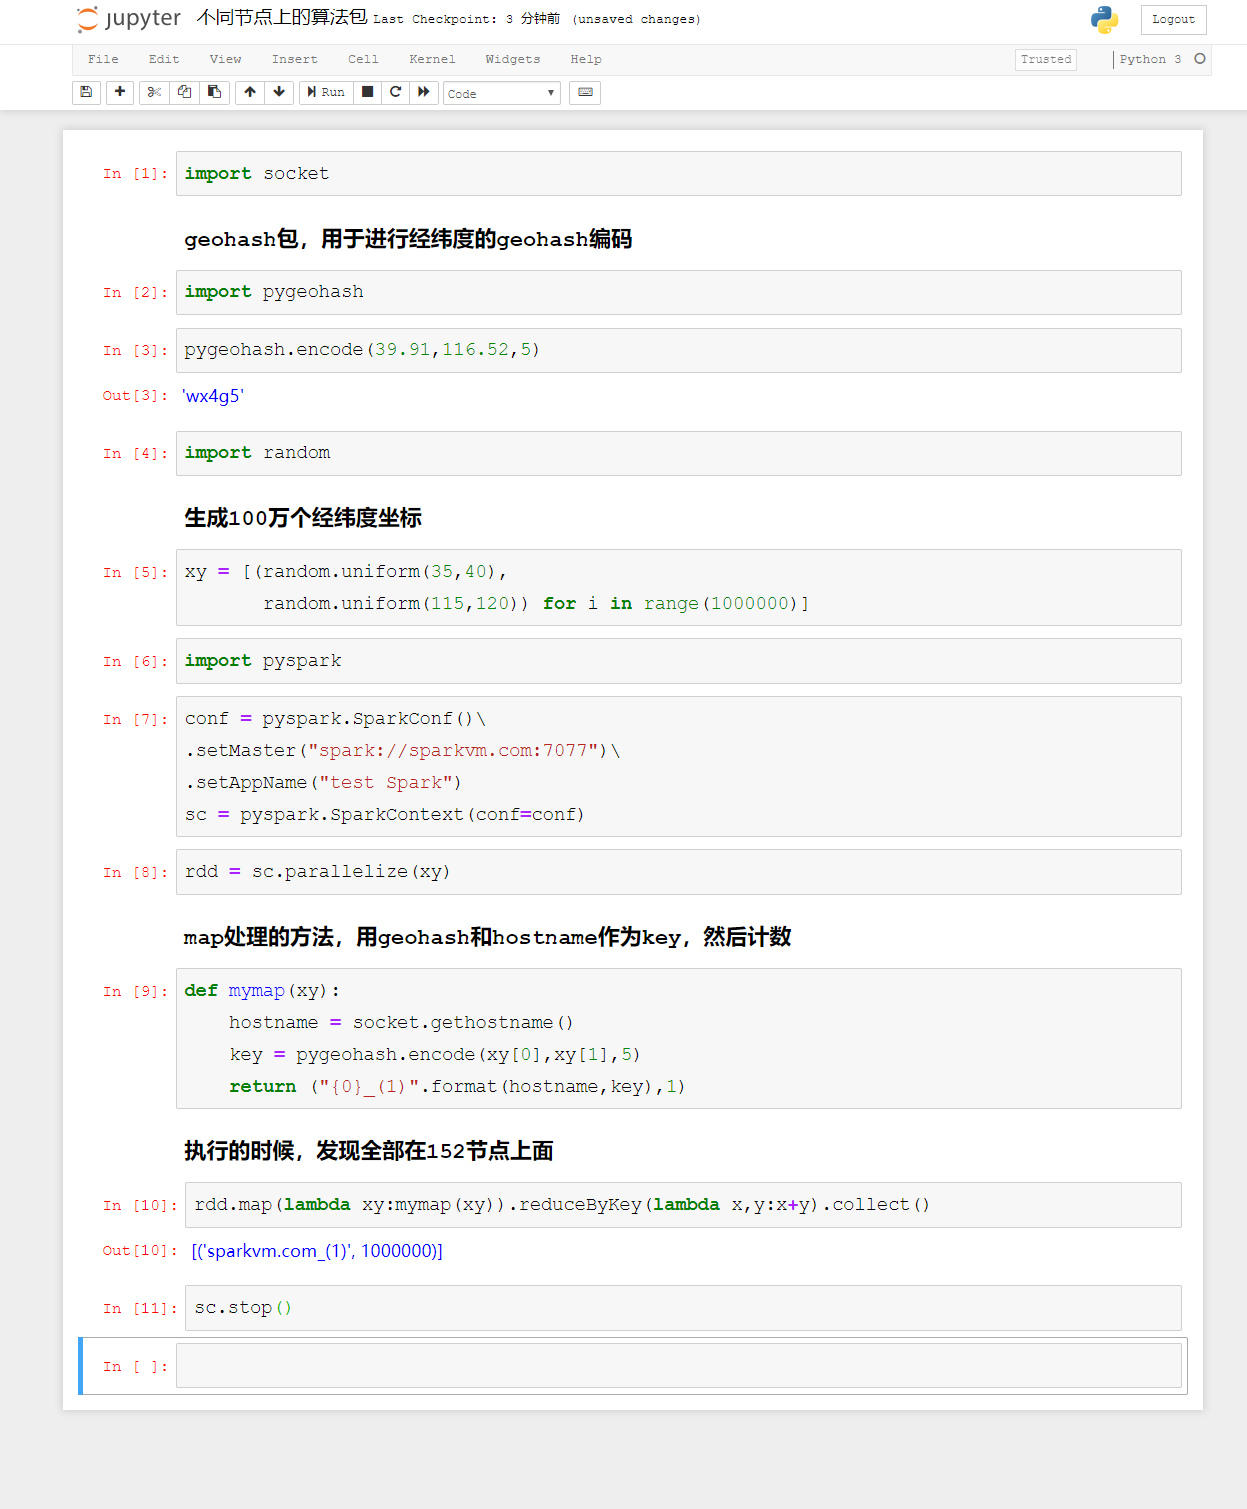 jupyter 不同节点上的算法包 Last Checkpoint: 3 分钟前 (unsaved changes) Logout
File Edit View Insert Cell Kernel Widgets Help Trusted Python 3
Run Code
In [1]: import socket
geohash包，用于进行经纬度的geohash编码
In [2]: import pygeohash
In [3]: pygeohash.encode(39.91,116.52,5)
Out[3]: 'wx4g5'
In [4]: import random
生成100万个经纬度坐标
In [5]: xy = [(random.uniform(35,40),
random.uniform(115,120)) for i in range(1000000)]
In [6]: import pyspark
In [7]: conf = pyspark.SparkConf()\
.setMaster("spark://sparkvm.com:7077")\
.setAppName("test Spark")
sc = pyspark.SparkContext(conf=conf)
In [8]: rdd = sc.parallelize(xy)
map处理的方法，用geohash和hostname作为key，然后计数
In [9]: def mymap(xy):
hostname = socket.gethostname()
key = pygeohash.encode(xy[0],xy[1],5)
return ("{0}_(1)".format(hostname,key),1)
执行的时候，发现全部在152节点上面
In [10]: rdd.map(lambda xy:mymap(xy)).reduceByKey(lambda x,y:x+y).collect()
Out[10]: [('sparkvm.com_(1)', 1000000)]
In [11]: sc.stop()
In [ ]: